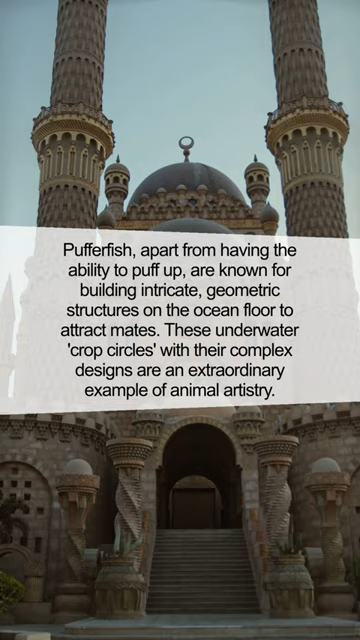 Pufferfish, apart from having the
ability to puff up, are known for
building intricate, geometric
structures on the ocean floor to
attract mates. These underwater
'crop circles' with their complex
designs are an extraordinary
example of animal artistry.